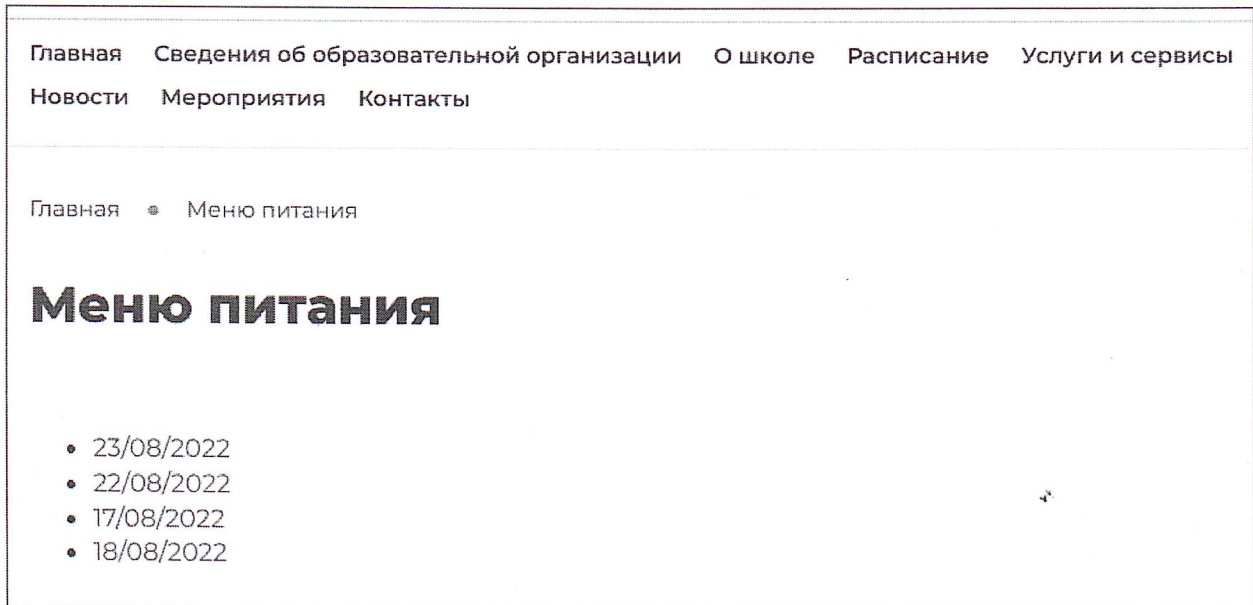 Главная Сведения об образовательной организации О школе Расписание Услуги и сервисы
Новости Мероприятия Контакты
Главная • Меню питания
Меню питания
• 23/08/2022
• 22/08/2022
• 17/08/2022
• 18/08/2022